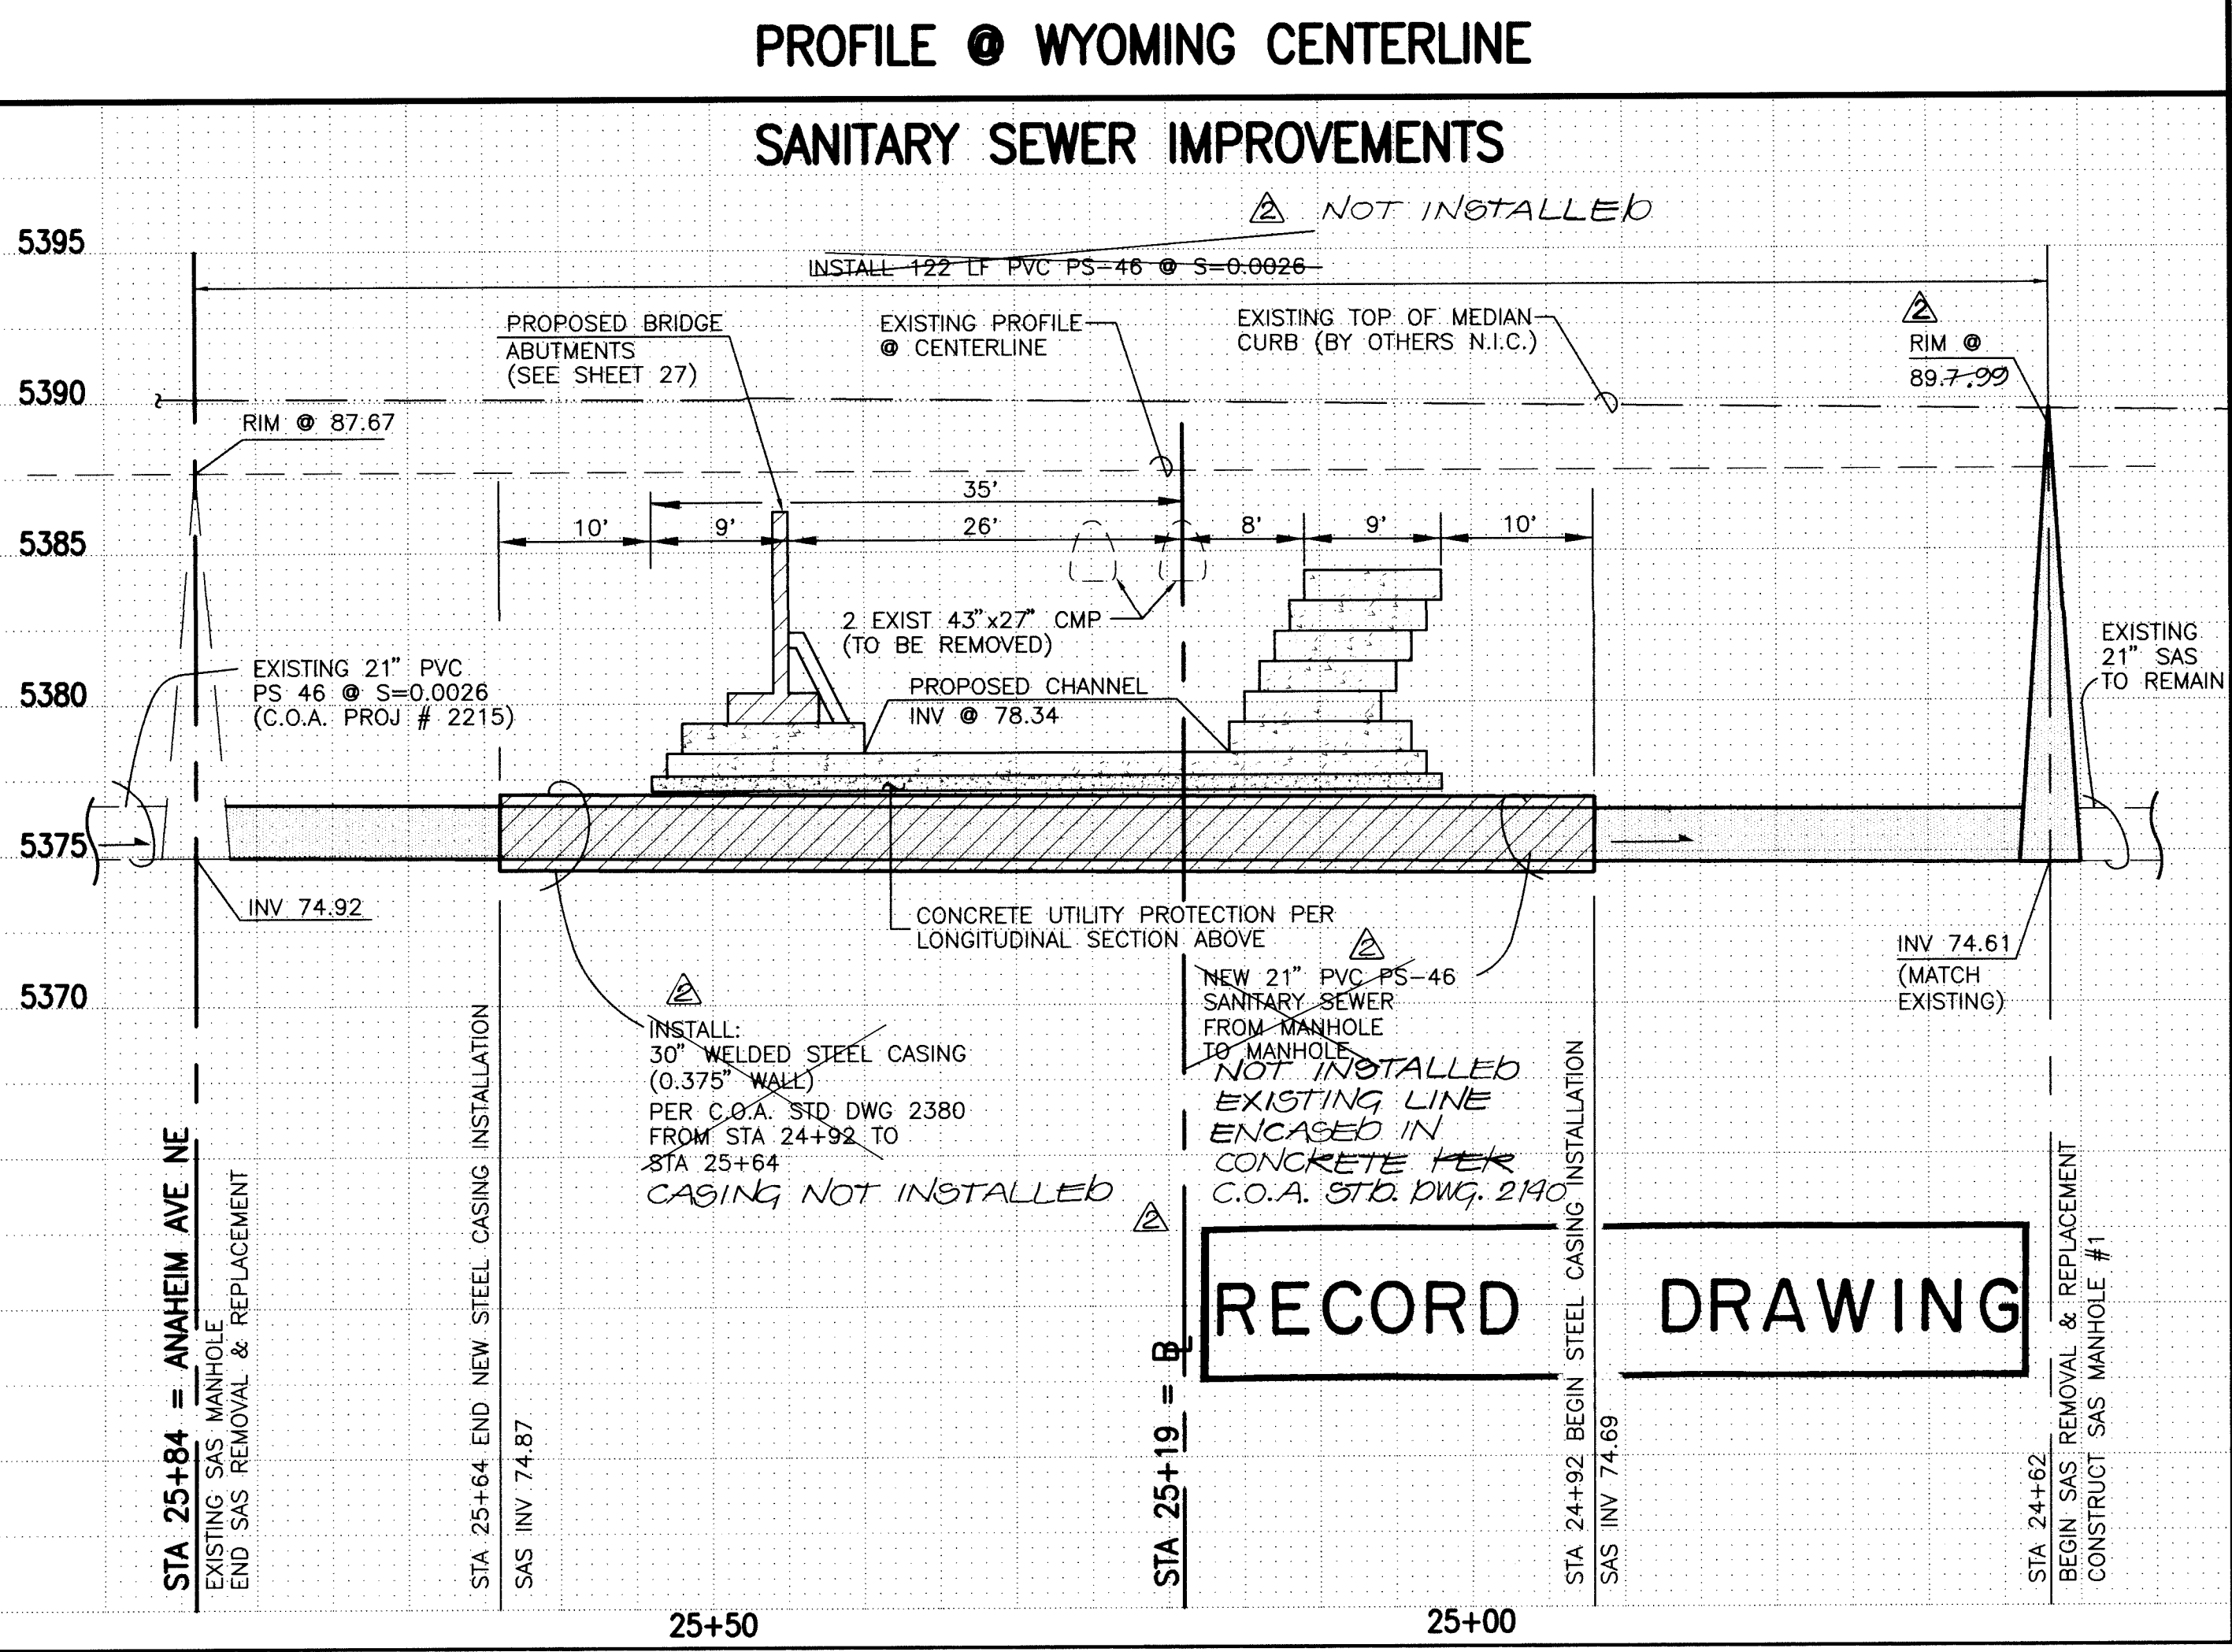 PROFILE @ WYOMING CENTERLINE
SANITARY SEWER IMPROVEMENTS
2 NOT INSTALLED
INSTALL 122 LF PVC PS-46 @ S=0.0026
5395
5390
5385
5380
5375
5370
PROPOSED BRIDGE
ABUTMENTS
(SEE SHEET 27)
EXISTING PROFILE
@ CENTERLINE
EXISTING TOP OF MEDIAN
CURB (BY OTHERS N.I.C.)
2
RIM @
89.7.99
RIM @ 87.67
35'
10'
9'
26'
8'
9'
10'
2 EXIST 43"x27" CMP
(TO BE REMOVED)
EXISTING 21" PVC
PS 46 @ S=0.0026
(C.O.A. PROJ # 2215)
PROPOSED CHANNEL
INV @ 78.34
EXISTING
21" SAS
TO REMAIN
INV 74.92
CONCRETE UTILITY PROTECTION PER
LONGITUDINAL SECTION ABOVE
INV 74.61
(MATCH
EXISTING)
2
INSTALL:
30" WELDED STEEL CASING
(0.375" WALL)
PER C.O.A. STD DWG 2380
FROM STA 24+92 TO
STA 25+64
CASING NOT INSTALLED
2
NEW 21" PVC PS-46
SANITARY SEWER
FROM MANHOLE
TO MANHOLE
NOT INSTALLED
EXISTING LINE
ENCASED IN
CONCRETE PER
C.O.A. STD. DWG. 2140
2
RECORD DRAWING
STA 25+84 = ANAHEIM AVE NE
EXISTING SAS MANHOLE
END SAS REMOVAL & REPLACEMENT
STA 25+64 END NEW STEEL CASING INSTALLATION
SAS INV 74.87
STA 25+19 = BL
STA 24+92 BEGIN STEEL CASING INSTALLATION
SAS INV 74.69
STA 24+62
BEGIN SAS REMOVAL & REPLACEMENT
CONSTRUCT SAS MANHOLE #1
25+50
25+00